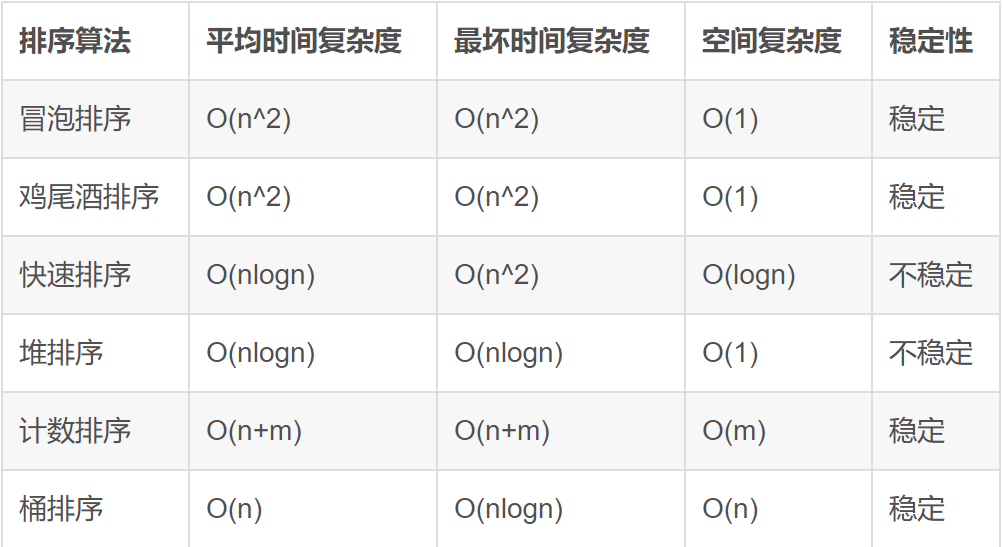 排序算法 平均时间复杂度 最坏时间复杂度 空间复杂度 稳定性
冒泡排序 O(n^2) O(n^2) O(1) 稳定
鸡尾酒排序 O(n^2) O(n^2) O(1) 稳定
快速排序 O(nlogn) O(n^2) O(logn) 不稳定
堆排序 O(nlogn) O(nlogn) O(1) 不稳定
计数排序 O(n+m) O(n+m) O(m) 稳定
桶排序 O(n) O(nlogn) O(n) 稳定